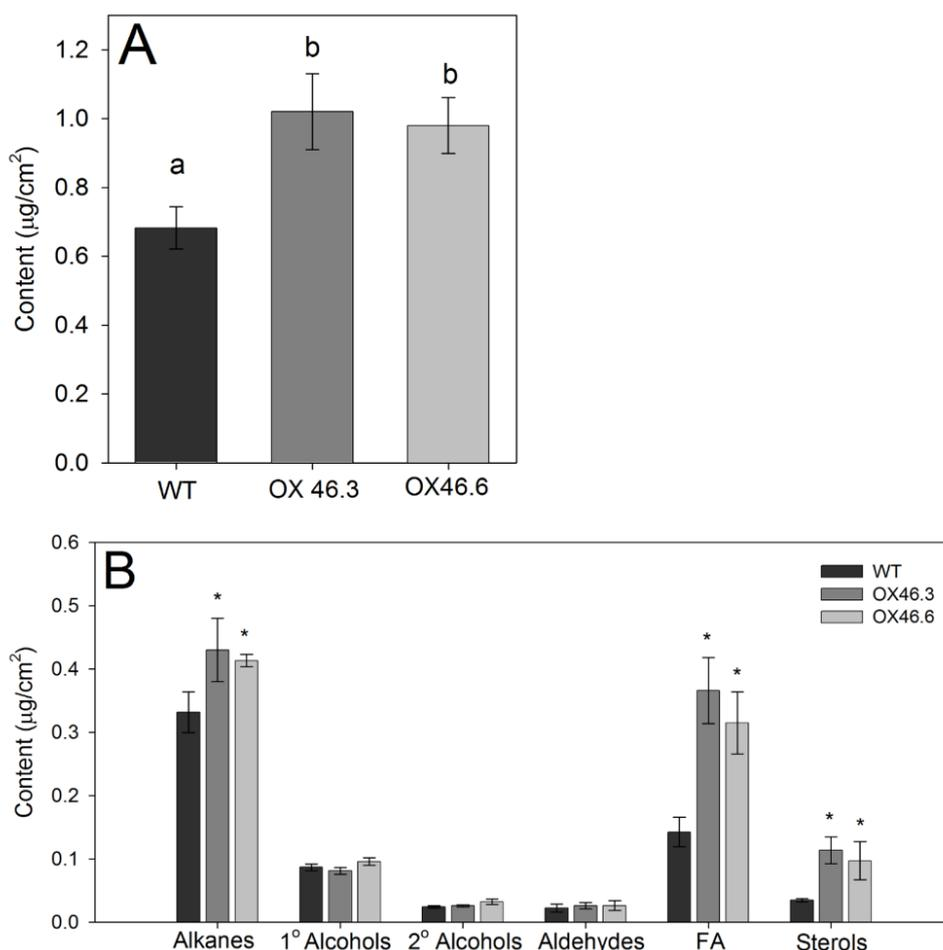 A
b
b
a
1.2
1.0
0.8
0.6
0.4
0.2
0.0
Content (μg/cm²)
WT OX 46.3 OX46.6
B
0.6
0.5
0.4
0.3
0.2
0.1
0.0
Content (μg/cm²)
WT
OX46.3
OX46.6
* * * * * *
Alkanes 1° Alcohols 2° Alcohols Aldehydes FA Sterols